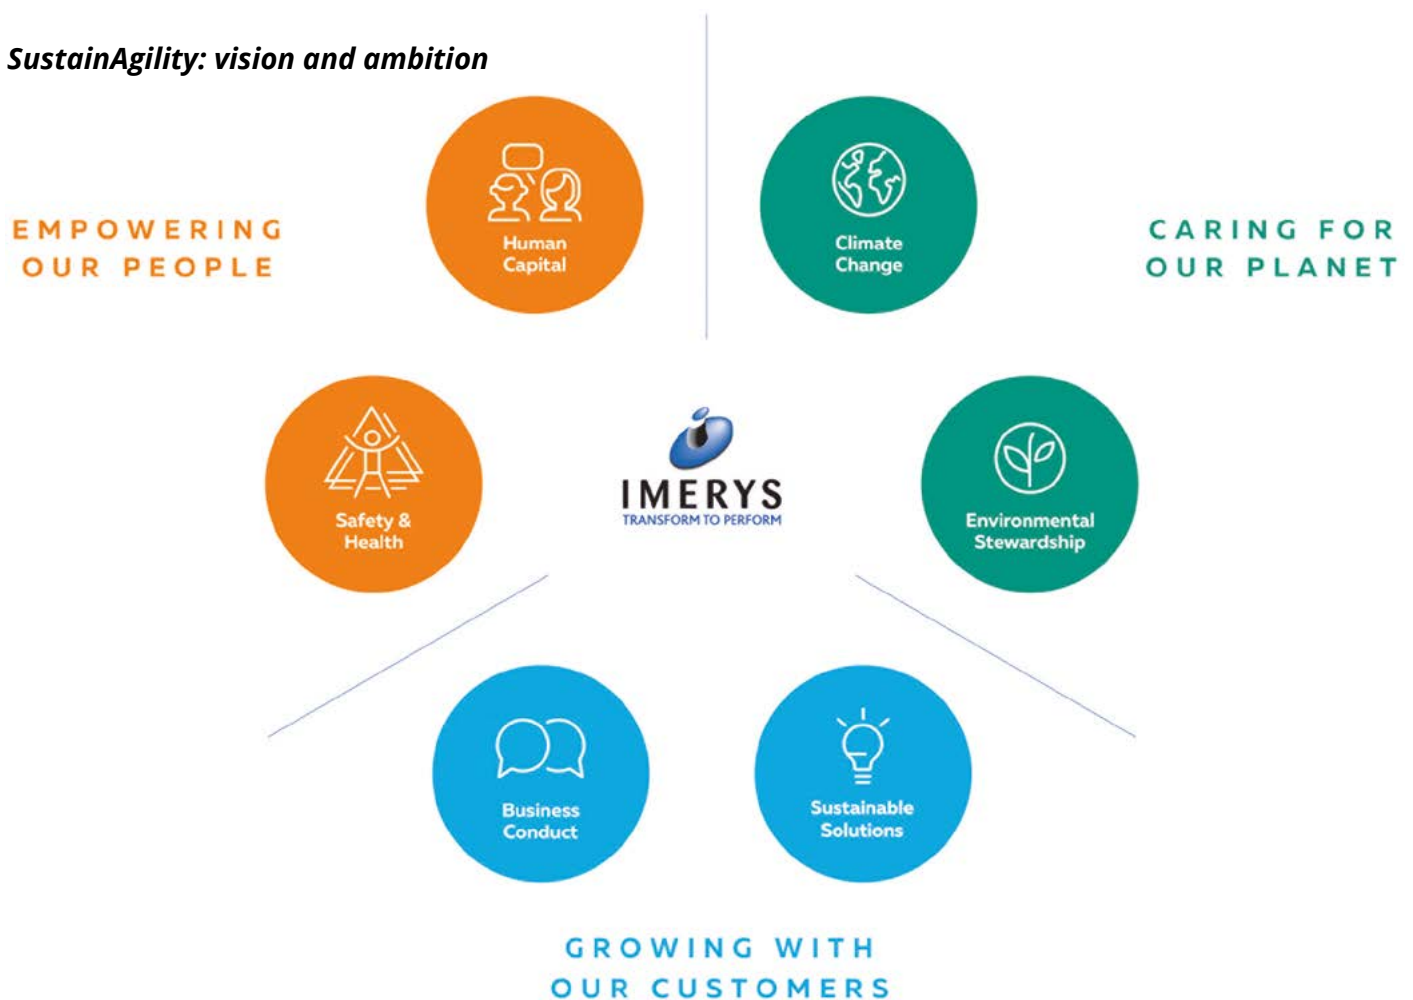 SustainAgility: vision and ambition
EMPOWERING
OUR PEOPLE
Human
Capital
Safety &
Health
Climate
Change
Environmental
Stewardship
CARING FOR
OUR PLANET
IMERYS
TRANSFORM TO PERFORM
Business
Conduct
Sustainable
Solutions
GROWING WITH
OUR CUSTOMERS